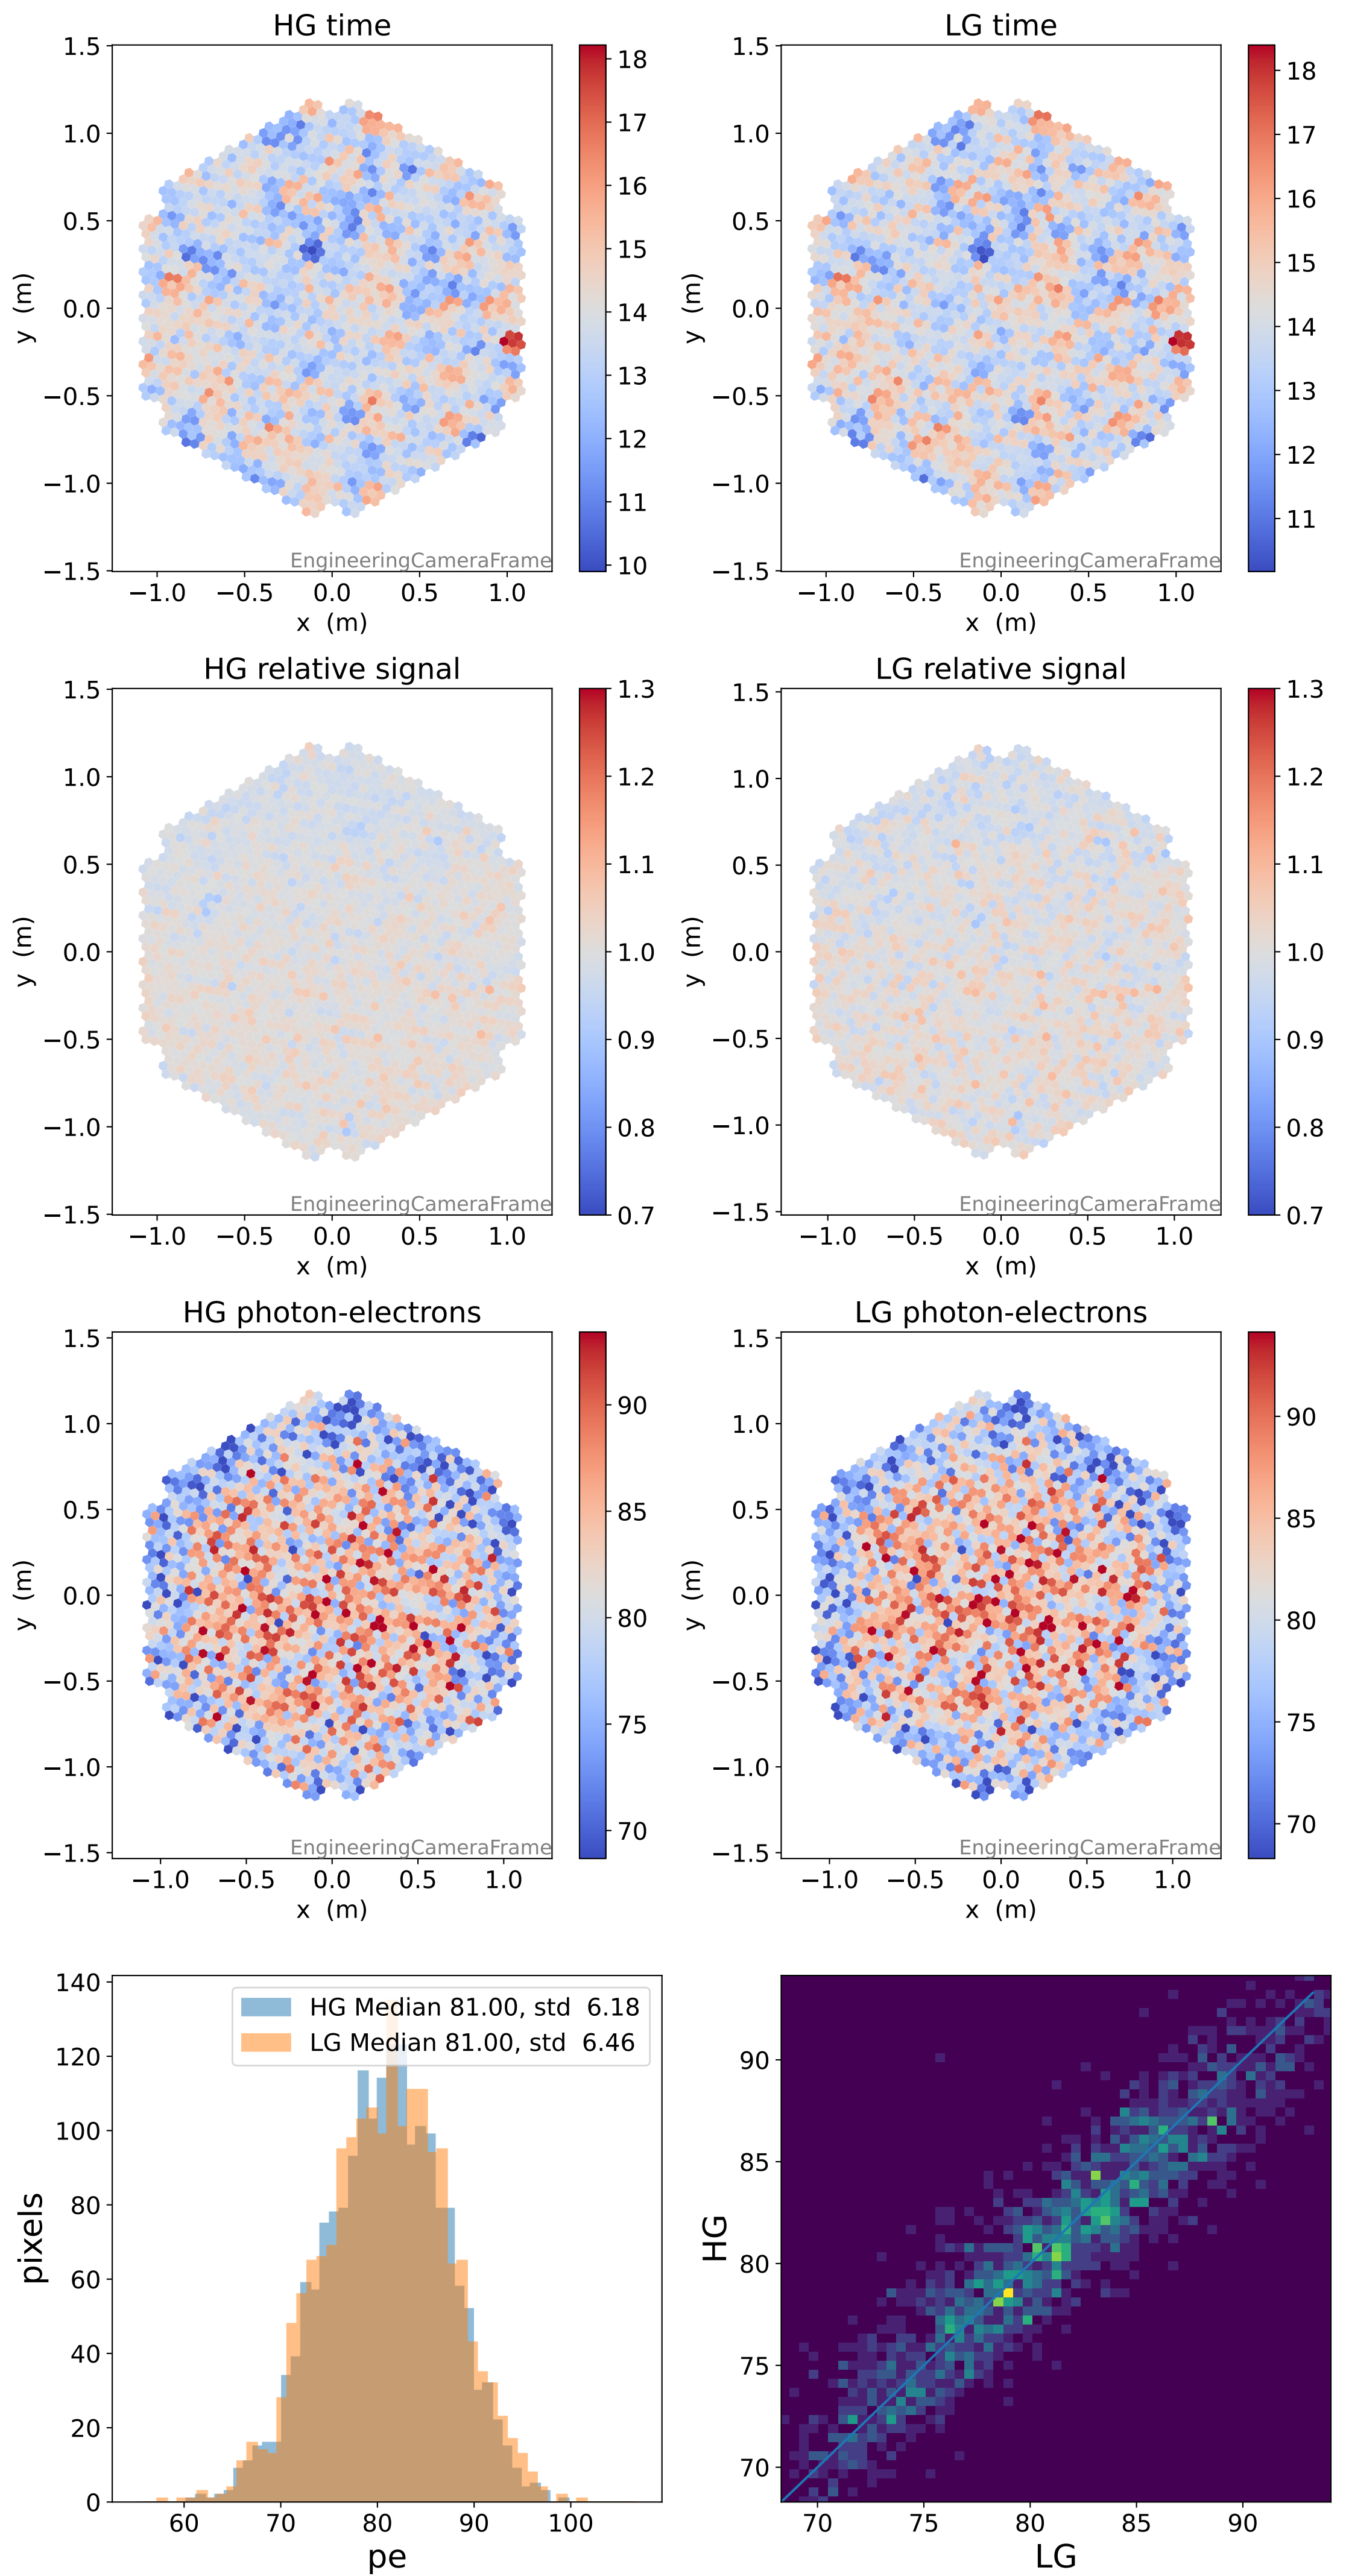 HG time
LG time
1.5
1.0
0.5
0.0
−0.5
−1.0
−1.5
y (m)
−1.0 −0.5 0.0 0.5 1.0
x (m)
EngineeringCameraFrame
18
17
16
15
14
13
12
11
10
1.5
1.0
0.5
0.0
−0.5
−1.0
−1.5
y (m)
−1.0 −0.5 0.0 0.5 1.0
x (m)
EngineeringCameraFrame
18
17
16
15
14
13
12
11
HG relative signal
LG relative signal
1.5
1.0
0.5
0.0
−0.5
−1.0
−1.5
y (m)
−1.0 −0.5 0.0 0.5 1.0
x (m)
EngineeringCameraFrame
1.3
1.2
1.1
1.0
0.9
0.8
0.7
1.5
1.0
0.5
0.0
−0.5
−1.0
−1.5
y (m)
−1.0 −0.5 0.0 0.5 1.0
x (m)
EngineeringCameraFrame
1.3
1.2
1.1
1.0
0.9
0.8
0.7
HG photon-electrons
LG photon-electrons
1.5
1.0
0.5
0.0
−0.5
−1.0
−1.5
y (m)
−1.0 −0.5 0.0 0.5 1.0
x (m)
EngineeringCameraFrame
90
85
80
75
70
1.5
1.0
0.5
0.0
−0.5
−1.0
−1.5
y (m)
−1.0 −0.5 0.0 0.5 1.0
x (m)
EngineeringCameraFrame
90
85
80
75
70
140
120
100
80
60
40
20
0
pixels
HG Median 81.00, std 6.18
LG Median 81.00, std 6.46
60 70 80 90 100
pe
90
85
80
75
70
HG
70 75 80 85 90
LG